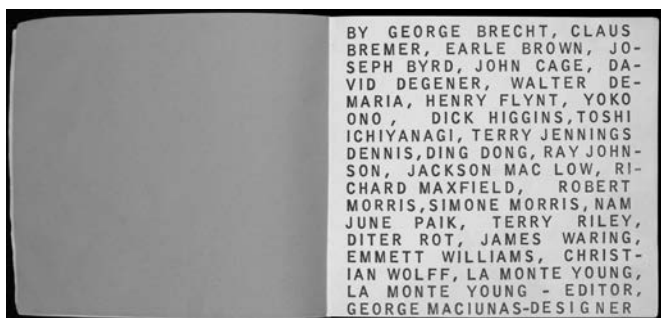 BY GEORGE BRECHT, CLAUS
BREMER, EARLE BROWN, JO-
SEPH BYRD, JOHN CAGE, DA-
VID DEGENER, WALTER DE-
MARIA, HENRY FLYNT, YOKO
ONO , DICK HIGGINS,TOSHI
ICHIYANAGI, TERRY JENNINGS
DENNIS,DING DONG, RAY JOHN-
SON, JACKSON MAC LOW, RI-
CHARD MAXFIELD, ROBERT
MORRIS,SIMONE MORRIS, NAM
JUNE PAIK, TERRY RILEY,
DITER ROT, JAMES WARING,
EMMETT WILLIAMS, CHRIST-
IAN WOLFF, LA MONTE YOUNG,
LA MONTE YOUNG - EDITOR,
GEORGE MACIUNAS-DESIGNER